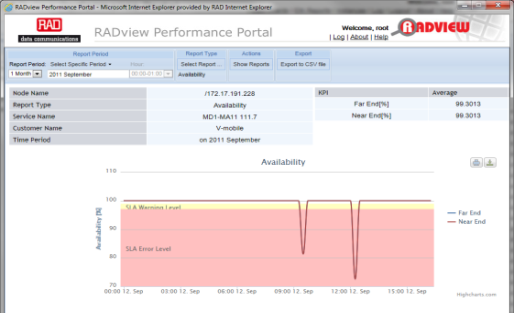 RADview Performance Portal - Microsoft Internet Explorer provided by RAD Internet Explorer
RAD
data communications
RADview Performance Portal
Welcome, root
| Log | About | Help
RADVIEW
Report Period
Report Type
Actions
Export
Report Period:
Select Specific Period
Hour:
Select Report ...
Show Reports
Export to CSV file
1 Month
2011 September
00:00-01:00
Availability
Node Name
/172.17.191.228
Report Type
Availability
Service Name
MD1-MA11 111.7
Customer Name
V-mobile
Time Period
on 2011 September
KPI
Average
Far End[%]
99.3013
Near End[%]
99.3013
Availability
110
100
90
80
70
Availability [%]
SLA Warning Level
SLA Error Level
Far End
Near End
00:00 12. Sep
03:00 12. Sep
06:00 12. Sep
09:00 12. Sep
12:00 12. Sep
15:00 12. Sep
Highcharts.com